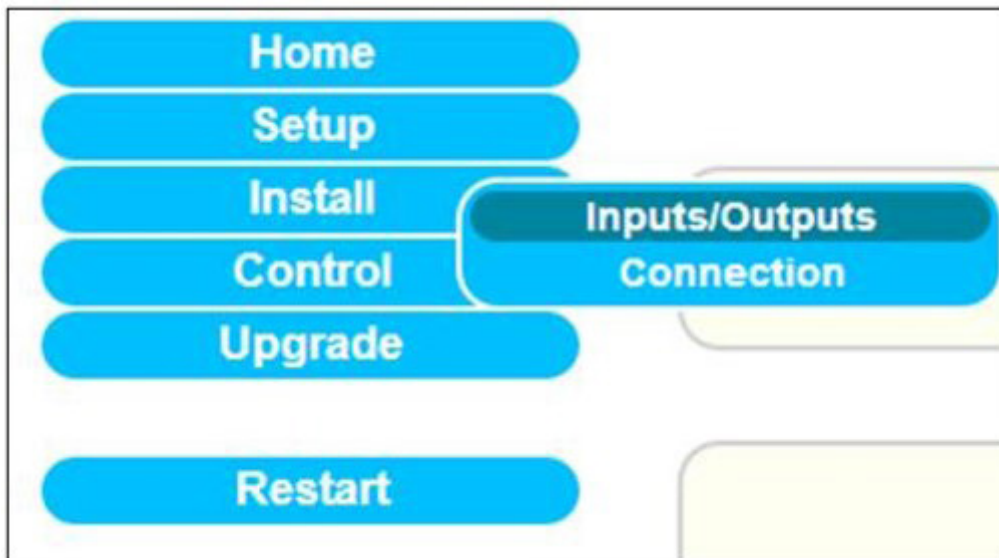 Home
Setup
Install
Inputs/Outputs
Control
Connection
Upgrade
Restart